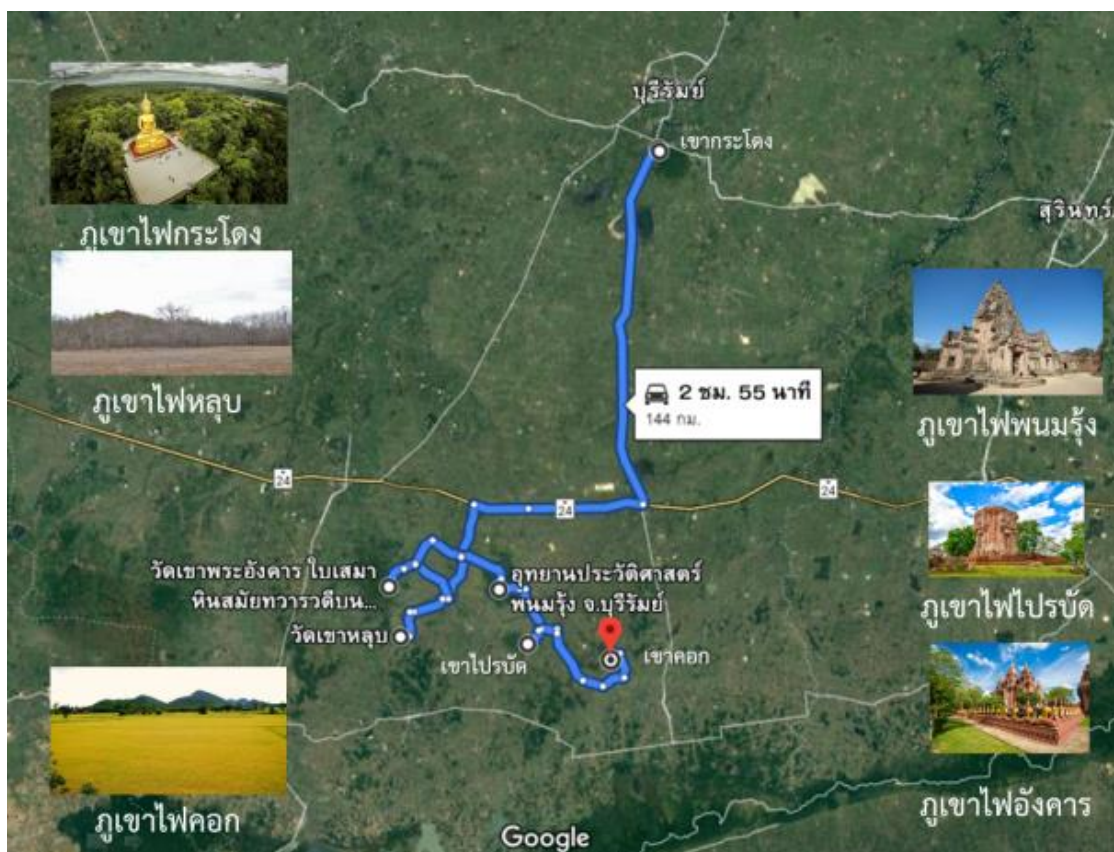 บุรีรัมย์
เขากระโดง
สุรินทร์
ภูเขาไฟกระโดง
ภูเขาไฟหลุบ
2 ชม. 55 นาที
144 กม.
ภูเขาไฟพนมรุ้ง
24
24
24
วัดเขาพระอังคาร ใบเสมา
หินสมัยทวารวดีบน...
อุทยานประวัติศาสตร์
พนมรุ้ง จ.บุรีรัมย์
วัดเขาหลุบ
เขาไปรบัด
เขาคอก
ภูเขาไฟไปรบัด
ภูเขาไฟคอก
ภูเขาไฟอังคาร
Google